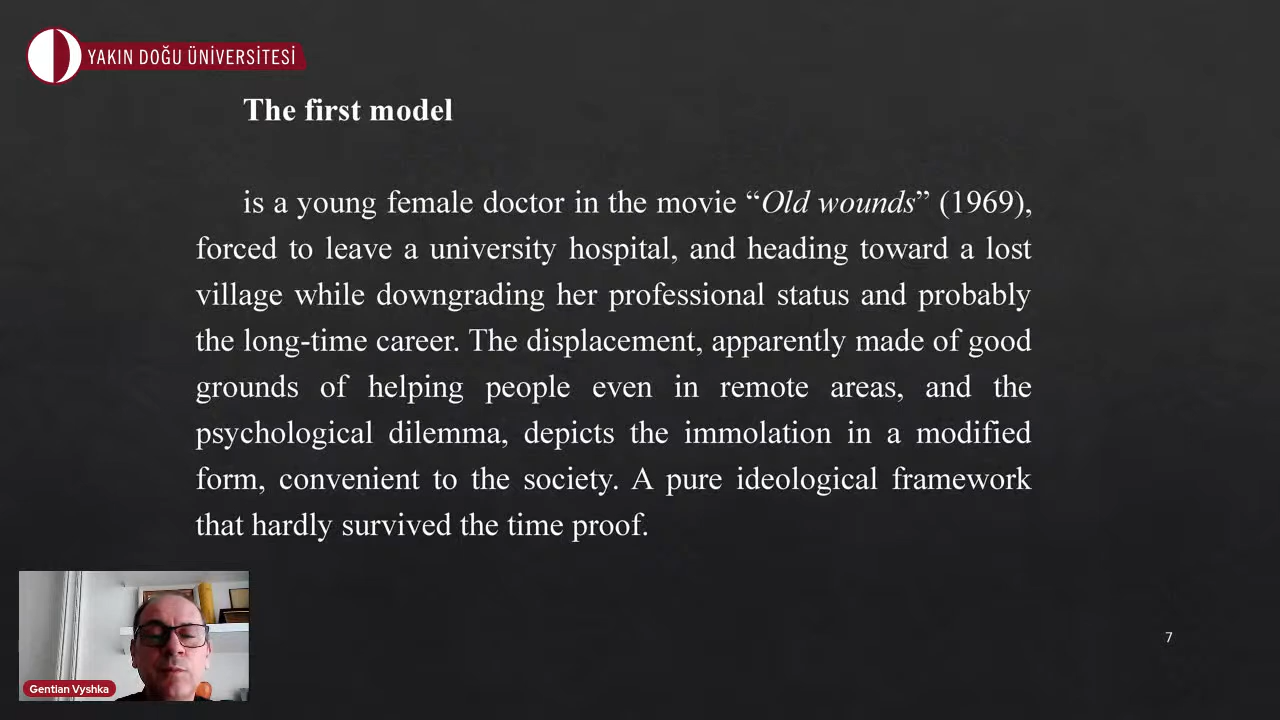 YAKIN DOĞU ÜNİVERSİTESİ
The first model
is a young female doctor in the movie “Old wounds” (1969),
forced to leave a university hospital, and heading toward a lost
village while downgrading her professional status and probably
the long-time career. The displacement, apparently made of good
grounds of helping people even in remote areas, and the
psychological dilemma, depicts the immolation in a modified
form, convenient to the society. A pure ideological framework
that hardly survived the time proof.
Gentian Vyshka
7